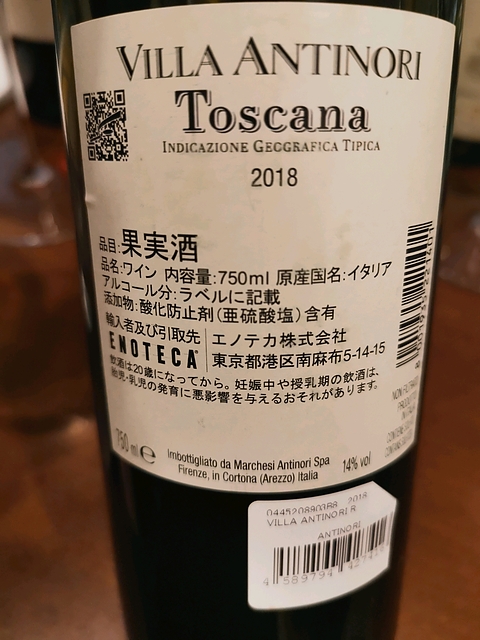 VILLA ANTINORI
Toscana
INDICAZIONE GEOGRAFICA TIPICA
2018
品目:果実酒
品名:ワイン 内容量:750ml 原産国名:イタリア
アルコール分:ラベルに記載
添加物:酸化防止剤(亜硫酸塩)含有
輸入者及び引取先 エノテカ株式会社
ENOTECA 東京都港区南麻布5-14-15
飲酒は20歳になってから。妊娠中や授乳期の飲酒は、
胎児・乳児の発育に悪影響を与えるおそれがあります。
750 ml e
Imbottigliato da Marchesi Antinori Spa
Firenze, in Cortona (Arezzo) Italia
14% vol
2018
VILLA ANTINORI R
ANTINORI
4 589794